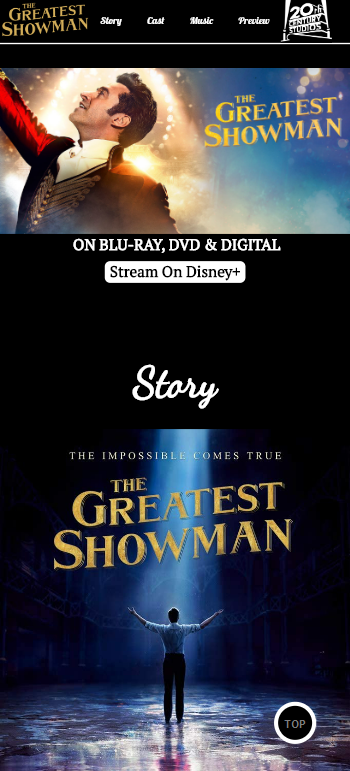 THE
GREATEST
SHOWMAN
Story
Cast
Music
Preview
20th
CENTURY
STUDIOS
THE
GREATEST
SHOWMAN
ON BLU-RAY, DVD & DIGITAL
Stream On Disney+
Story
THE IMPOSSIBLE COMES TRUE
THE
GREATEST
SHOWMAN
TOP